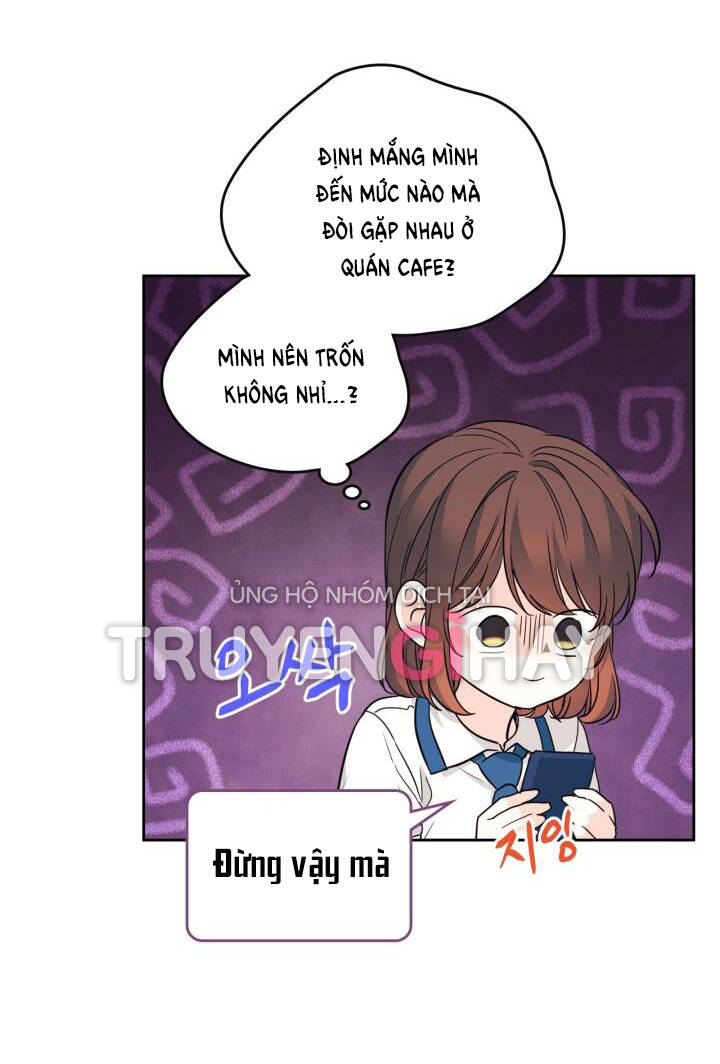 ĐỊNH MẮNG MÌNH
ĐẾN MỨC NÀO MÀ
ĐÒI GẶP NHAU Ở
QUÁN CAFE?
MÌNH NÊN TRỐN
KHÔNG NHỈ...?
ỦNG HỘ NHÓM DỊCH TẠI
TRUYENGIHAY
오싹
지잉
Đừng vậy mà